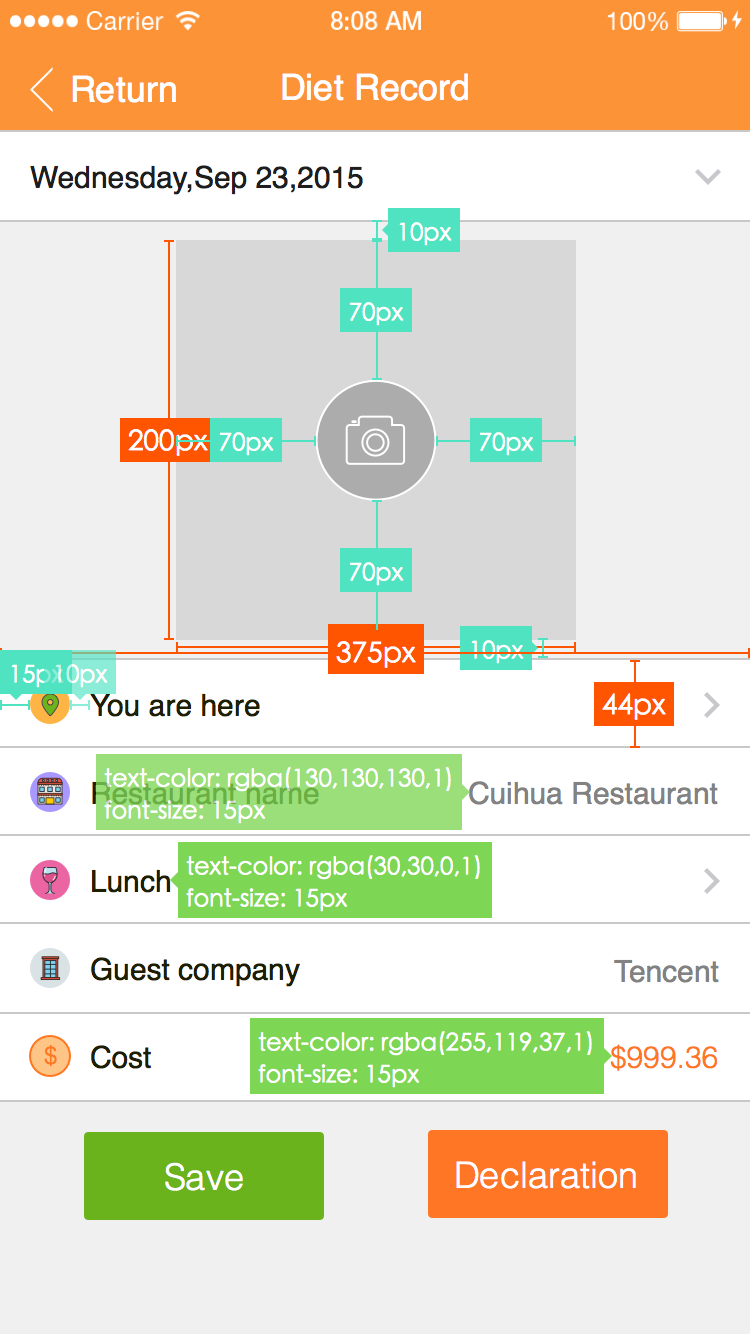 Carrier
8:08 AM
100%
Return
Diet Record
Wednesday,Sep 23,2015
10px
70px
200px
70px
70px
70px
375px
10px
15px
10px
You are here
44px
Restaurant name
text-color: rgba(130,130,130,1)
font-size: 15px
Cuihua Restaurant
Lunch
text-color: rgba(30,30,0,1)
font-size: 15px
Guest company
Tencent
$
Cost
text-color: rgba(255,119,37,1)
font-size: 15px
$999.36
Save
Declaration